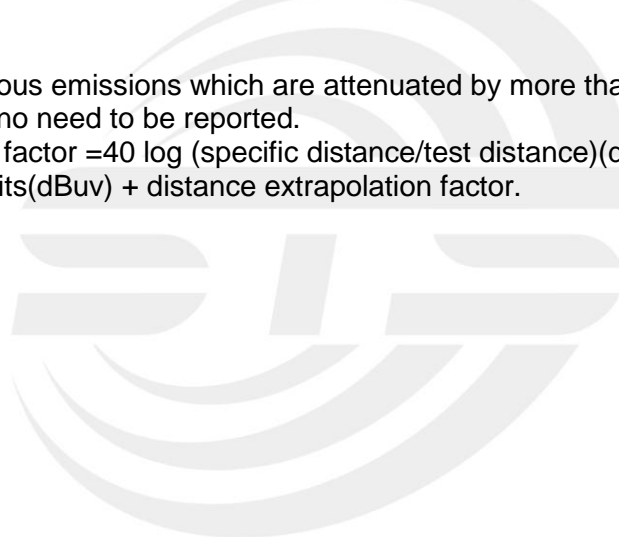 ous emissions which are attenuated by more tha
no need to be reported.
factor =40 log (specific distance/test distance)(
its(dBuv) + distance extrapolation factor.